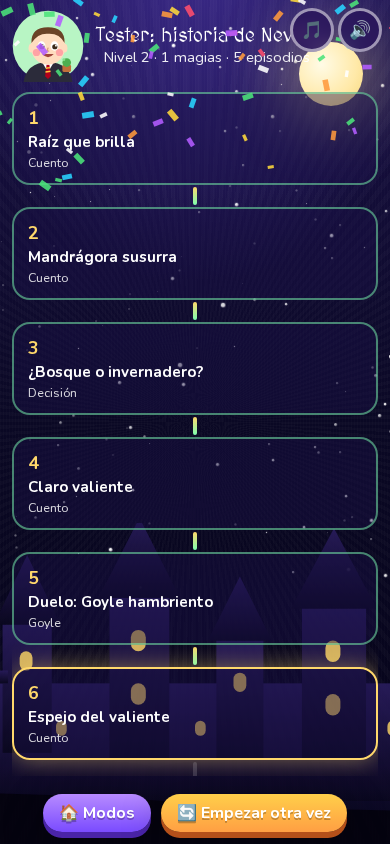 Tester: historia de Nev
Nivel 2 · 1 magias · 5 episodio
1
Raíz que brilla
Cuento
2
Mandrágora susurra
Cuento
3
¿Bosque o invernadero?
Decisión
4
Claro valiente
Cuento
5
Duelo: Goyle hambriento
Goyle
6
Espejo del valiente
Cuento
🏠 Modos
🔄 Empezar otra vez